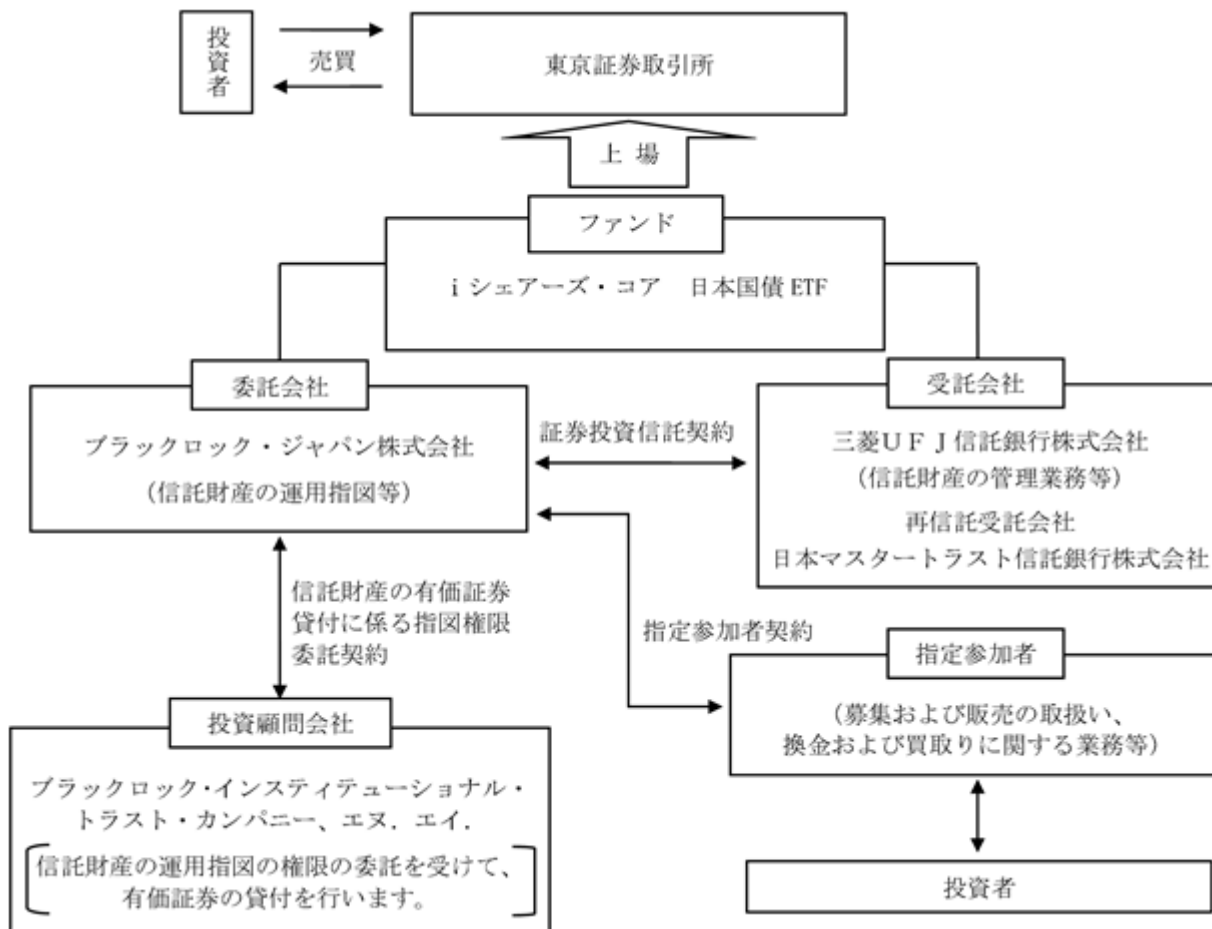 投資者
売買
東京証券取引所
上 場
ファンド
i シェアーズ・コア　日本国債 ETF
委託会社
ブラックロック・ジャパン株式会社
(信託財産の運用指図等)
証券投資信託契約
受託会社
三菱UFJ信託銀行株式会社
(信託財産の管理業務等)
再信託受託会社
日本マスタートラスト信託銀行株式会社
信託財産の有価証券
貸付に係る指図権限
委託契約
指定参加者契約
指定参加者
(募集および販売の取扱い、
換金および買取りに関する業務等)
投資顧問会社
ブラックロック・インスティテューショナル・
トラスト・カンパニー、エヌ．エイ．
信託財産の運用指図の権限の委託を受けて、
有価証券の貸付を行います。
投資者